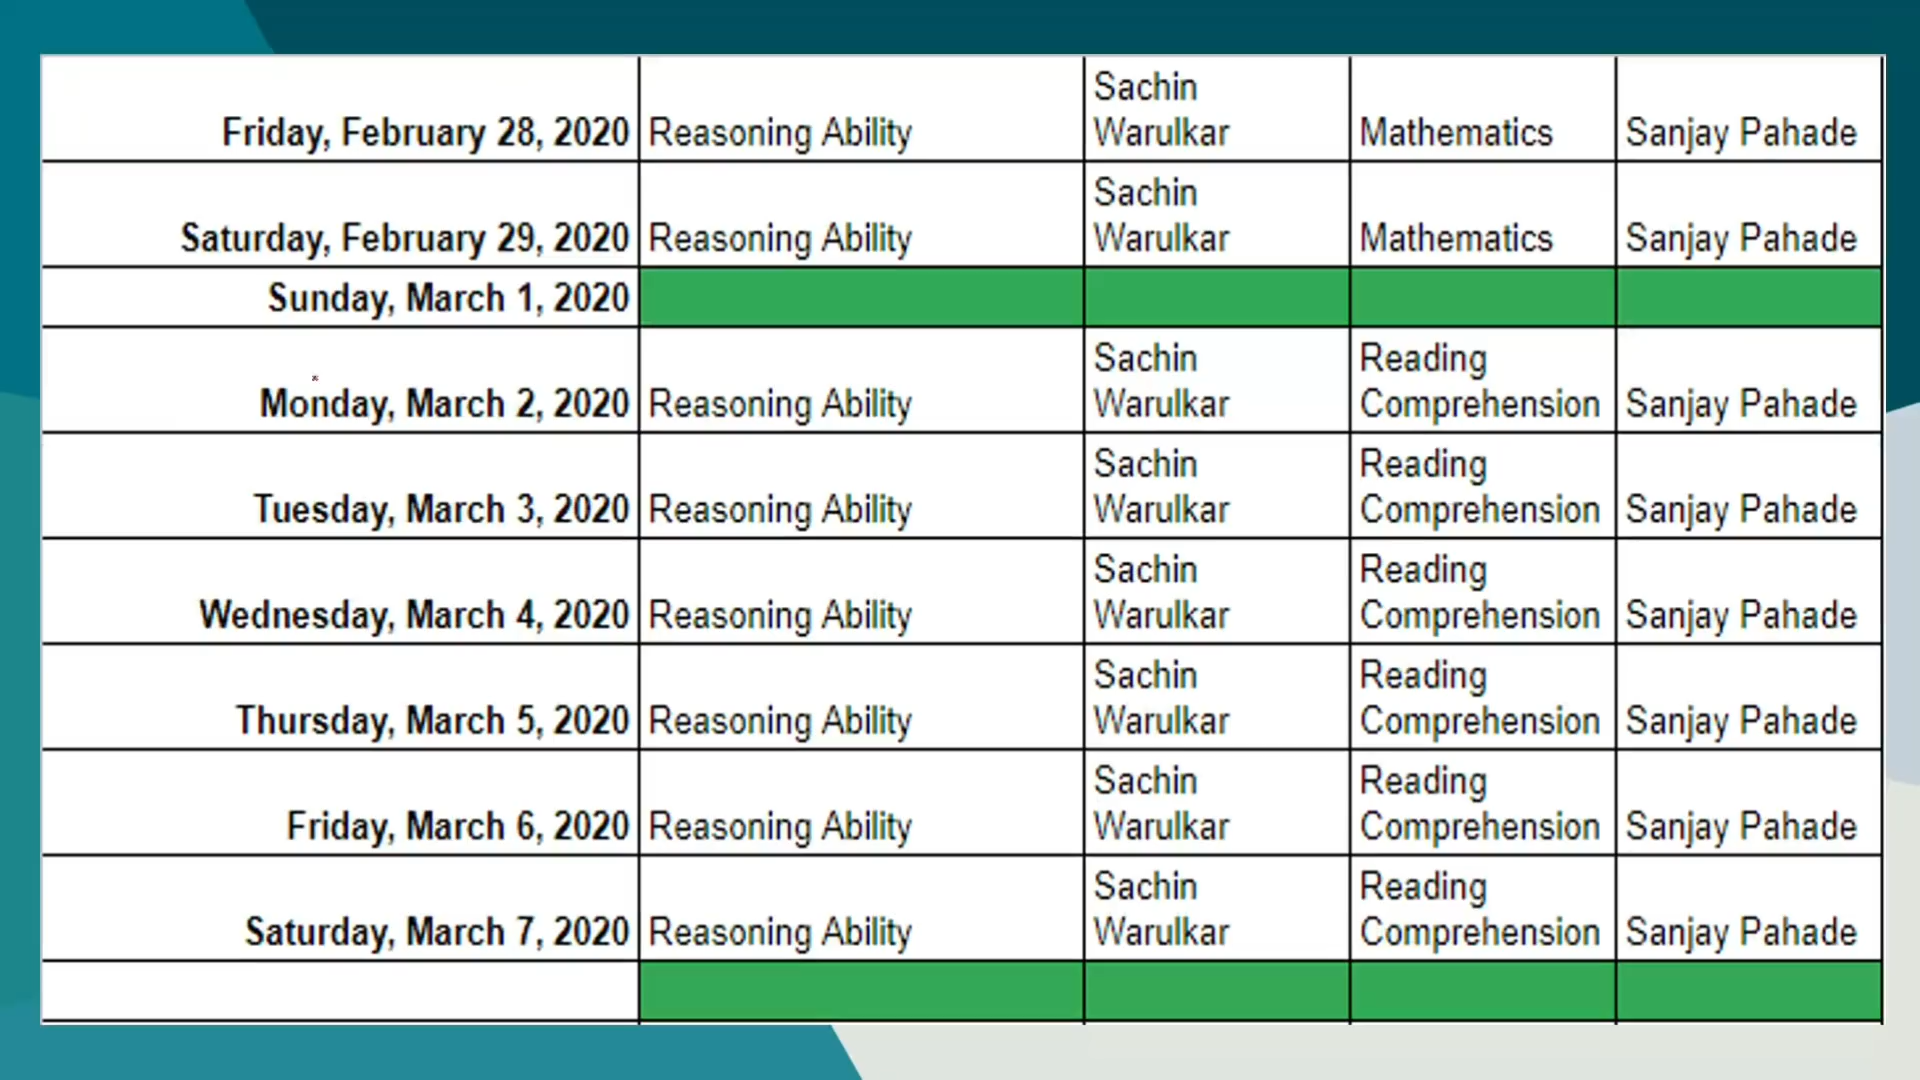 Sachin
Friday, February 28, 2020 Reasoning Ability Warulkar Mathematics Sanjay Pahade
Sachin
Saturday, February 29, 2020 Reasoning Ability Warulkar Mathematics Sanjay Pahade
Sunday, March 1, 2020
Sachin Reading
Monday, March 2, 2020 Reasoning Ability Warulkar Comprehension Sanjay Pahade
Sachin Reading
Tuesday, March 3, 2020 Reasoning Ability Warulkar Comprehension Sanjay Pahade
Sachin Reading
Wednesday, March 4, 2020 Reasoning Ability Warulkar Comprehension Sanjay Pahade
Sachin Reading
Thursday, March 5, 2020 Reasoning Ability Warulkar Comprehension Sanjay Pahade
Sachin Reading
Friday, March 6, 2020 Reasoning Ability Warulkar Comprehension Sanjay Pahade
Sachin Reading
Saturday, March 7, 2020 Reasoning Ability Warulkar Comprehension Sanjay Pahade